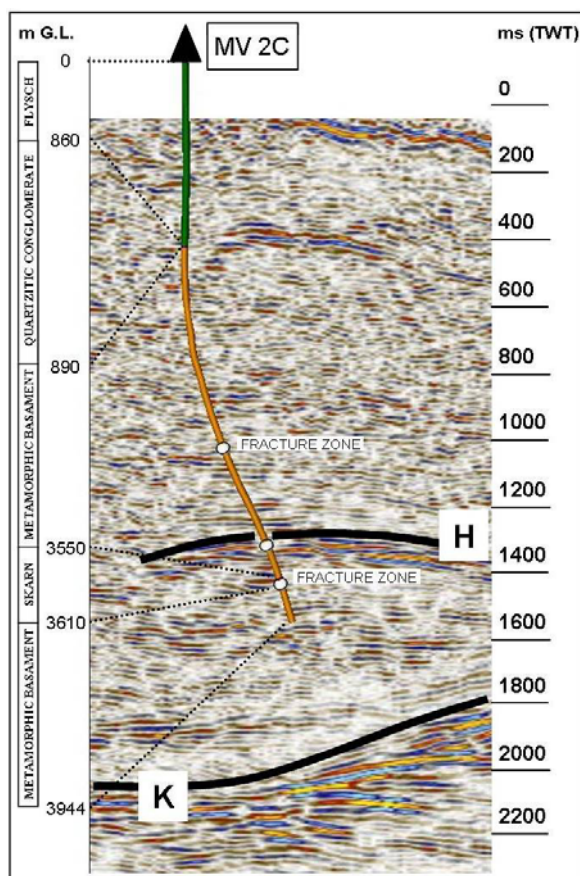 m G.L.
MV 2C
ms (TWT)
0
FLYSCH
860
QUARTZITIC CONGLOMERATE
890
METAMORPHIC BASAMENT
3550
SKARN
3610
METAMORPHIC BASAMENT
3944
FRACTURE ZONE
H
FRACTURE ZONE
K
0
200
400
600
800
1000
1200
1400
1600
1800
2000
2200